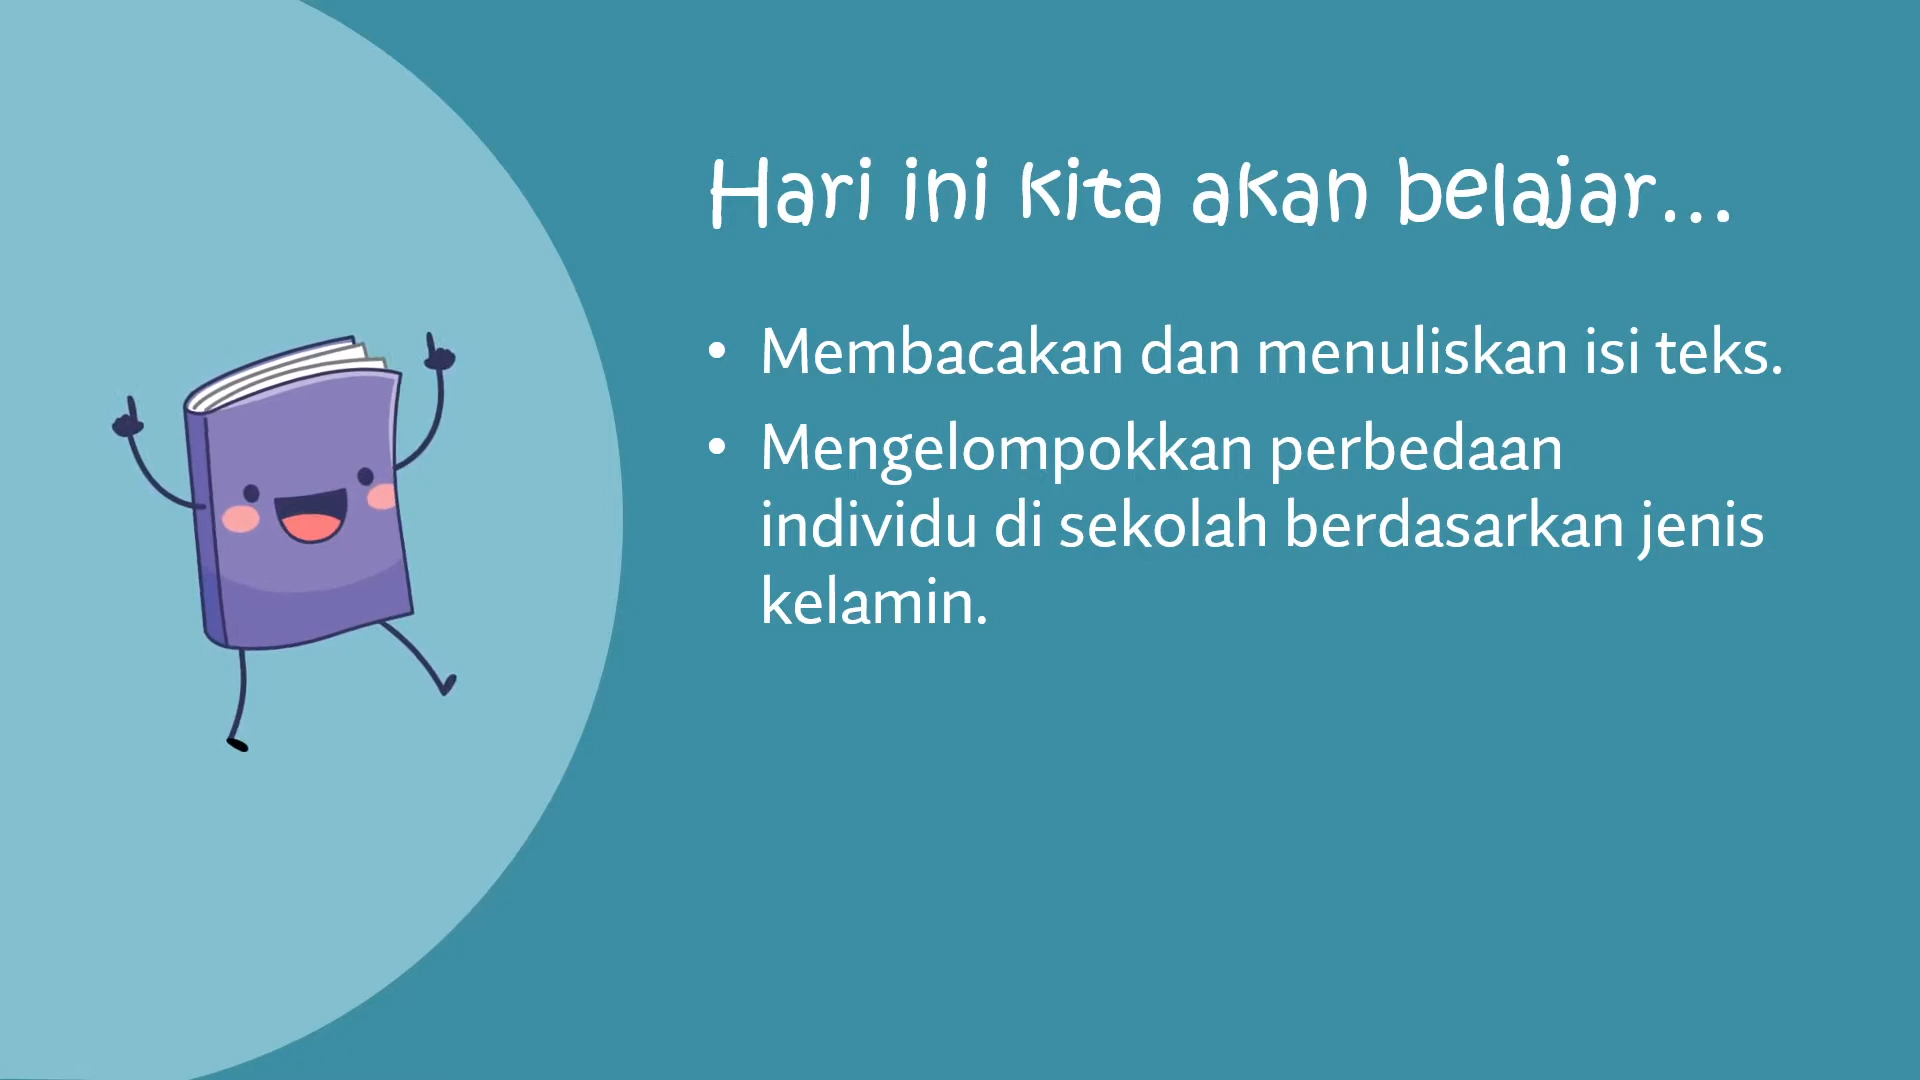 Hari ini kita akan belajar...
• Membacakan dan menuliskan isi teks.
• Mengelompokkan perbedaan
individu di sekolah berdasarkan jenis
kelamin.